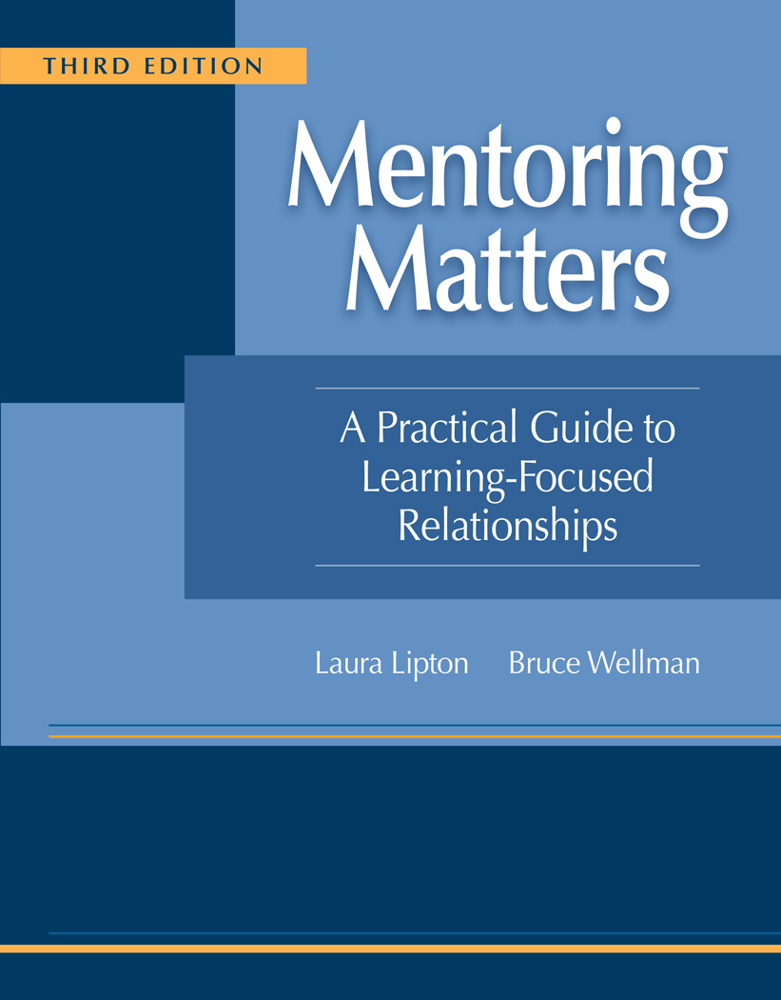 THIRD EDITION
Mentoring
Matters
A Practical Guide to
Learning-Focused
Relationships
Laura Lipton Bruce Wellman